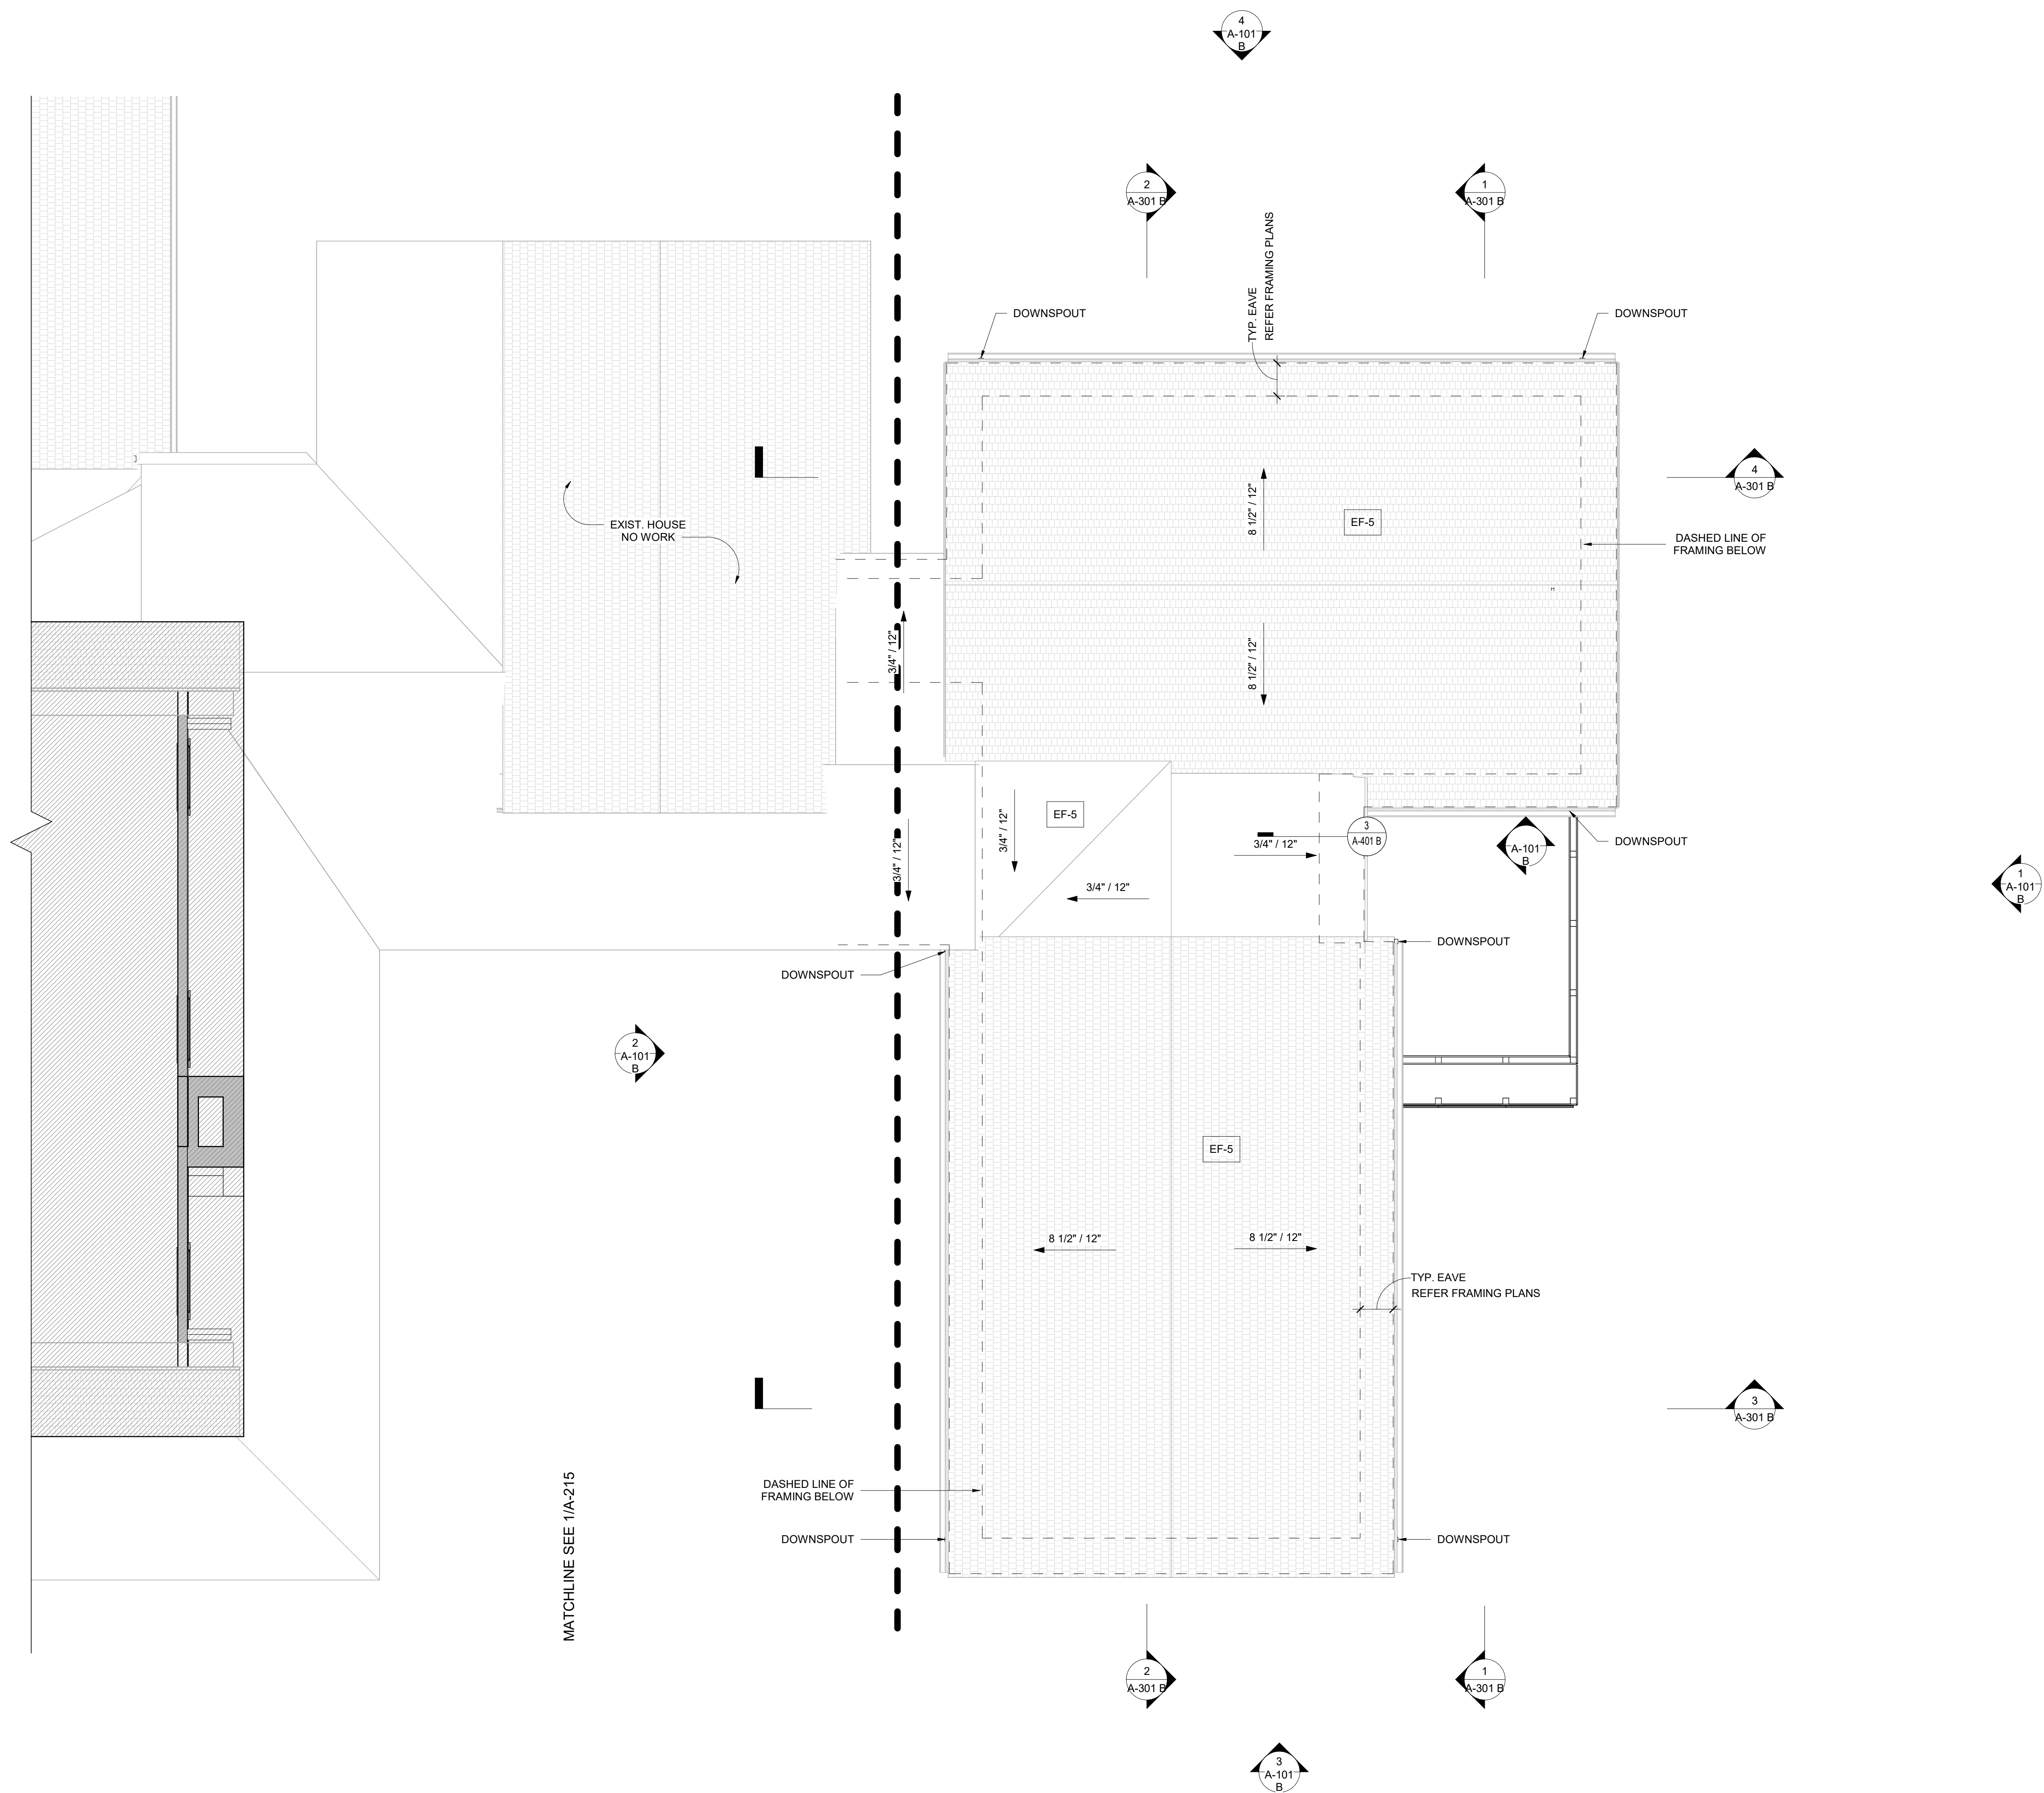 4
A-101
B
2
A-301 B
1
A-301 B
TYP. EAVE
REFER FRAMING PLANS
DOWNSPOUT
DOWNSPOUT
4
A-301 B
8 1/2" / 12"
EF-5
EXIST. HOUSE
NO WORK
DASHED LINE OF
FRAMING BELOW
3/4" / 12"
8 1/2" / 12"
EF-5
3/4" / 12"
3/4" / 12"
3/4" / 12"
3
A-401 B
A-101
B
DOWNSPOUT
3/4" / 12"
1
A-101
B
DOWNSPOUT
DOWNSPOUT
2
A-101
B
EF-5
8 1/2" / 12"
8 1/2" / 12"
TYP. EAVE
REFER FRAMING PLANS
3
A-301 B
MATCHLINE SEE 1/A-215
DASHED LINE OF
FRAMING BELOW
DOWNSPOUT
DOWNSPOUT
2
A-301 B
1
A-301 B
3
A-101
B